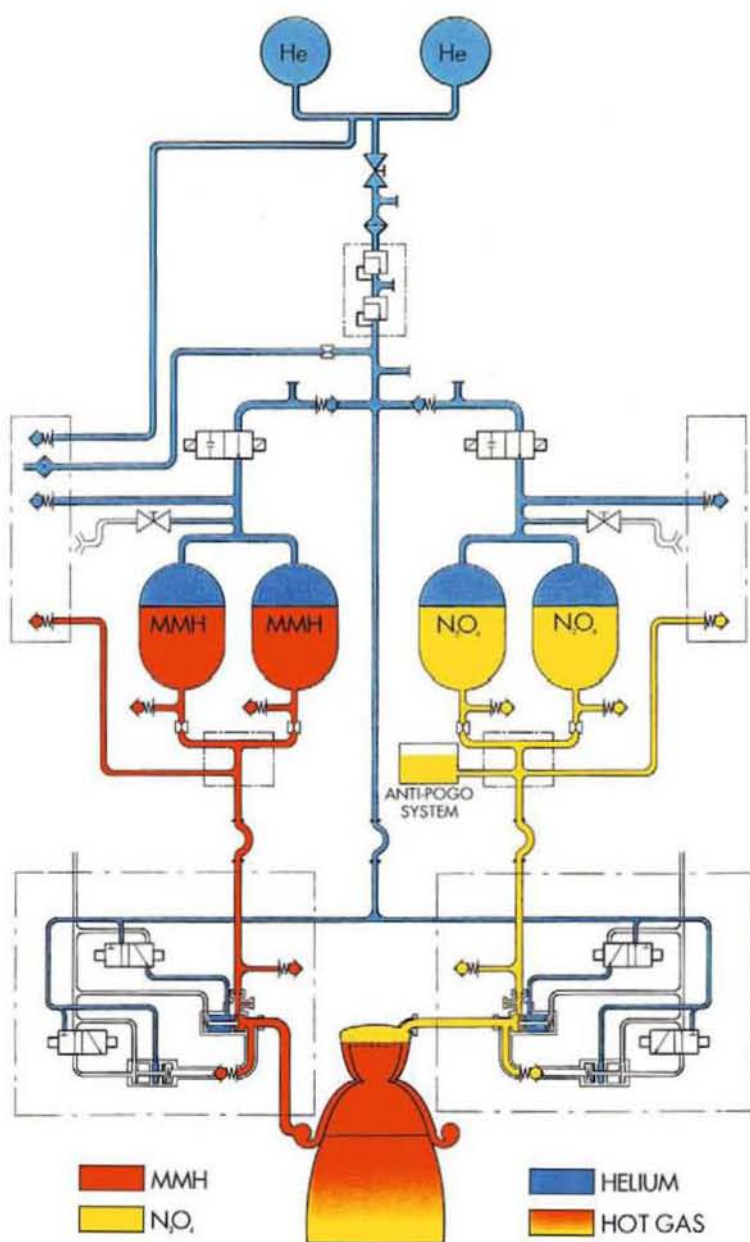 He He
MMH MMH N₂O₄ N₂O₄
ANTI-POGO
SYSTEM
MMH
N₂O₄
HELIUM
HOT GAS